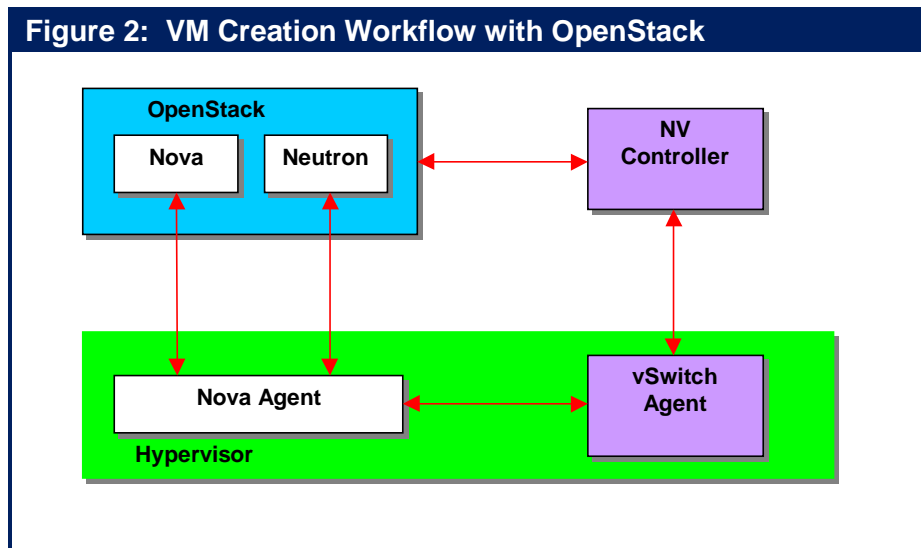 Figure 2: VM Creation Workflow with OpenStack
OpenStack
Nova
Neutron
NV
Controller
Nova Agent
vSwitch
Agent
Hypervisor